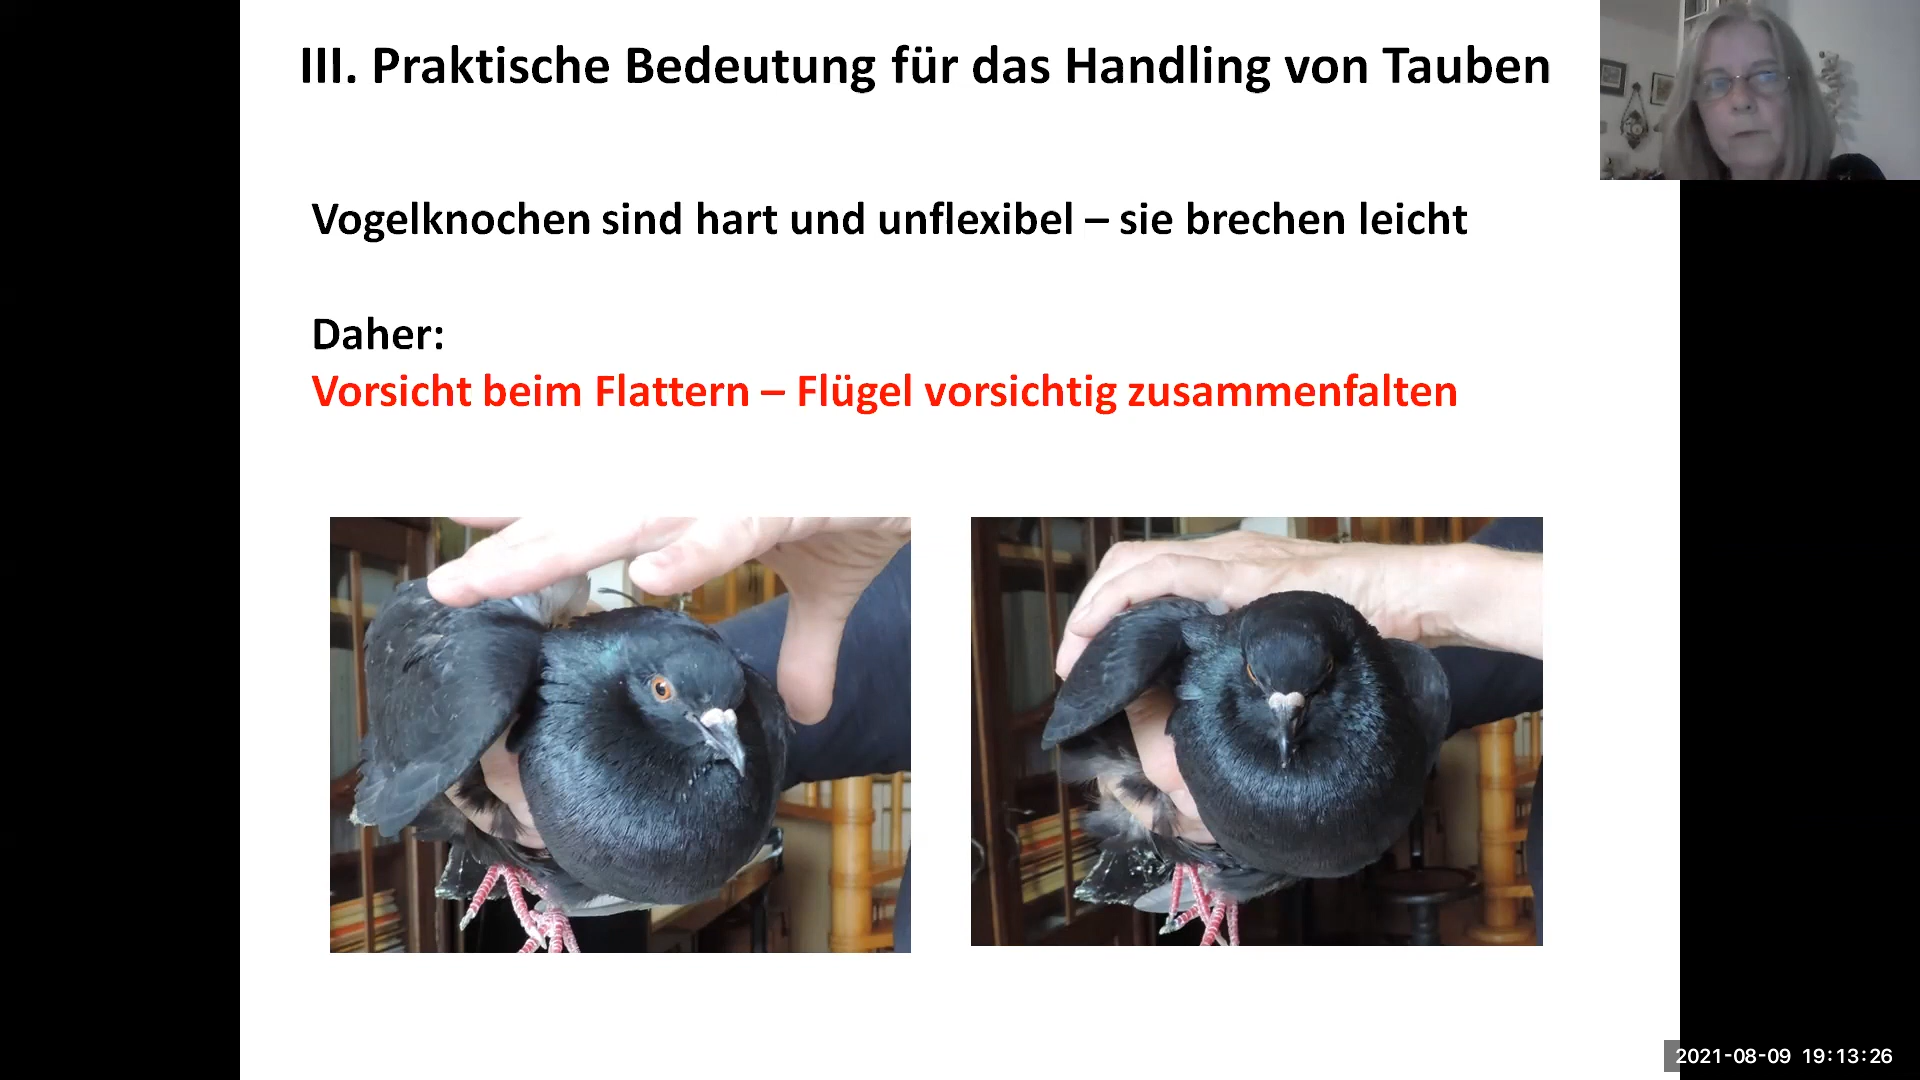 III. Praktische Bedeutung für das Handling von Tauben
Vogelknochen sind hart und unflexibel – sie brechen leicht
Daher:
Vorsicht beim Flattern – Flügel vorsichtig zusammenfalten
2021-08-09 19:13:26